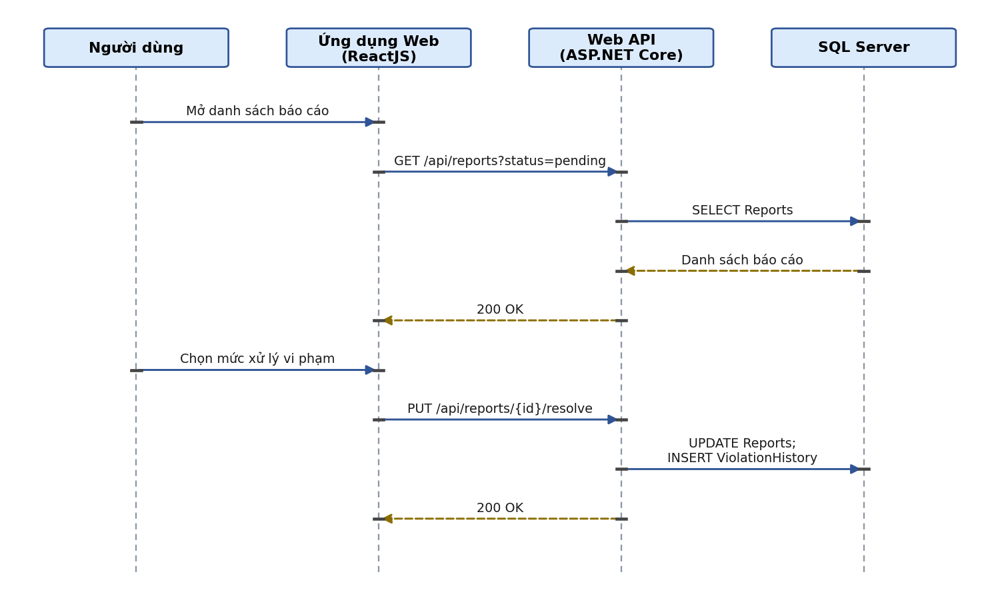 Người dùng
Ứng dụng Web
(ReactJS)
Web API
(ASP.NET Core)
SQL Server
Mở danh sách báo cáo
GET /api/reports?status=pending
SELECT Reports
Danh sách báo cáo
200 OK
Chọn mức xử lý vi phạm
PUT /api/reports/{id}/resolve
UPDATE Reports;
INSERT ViolationHistory
200 OK